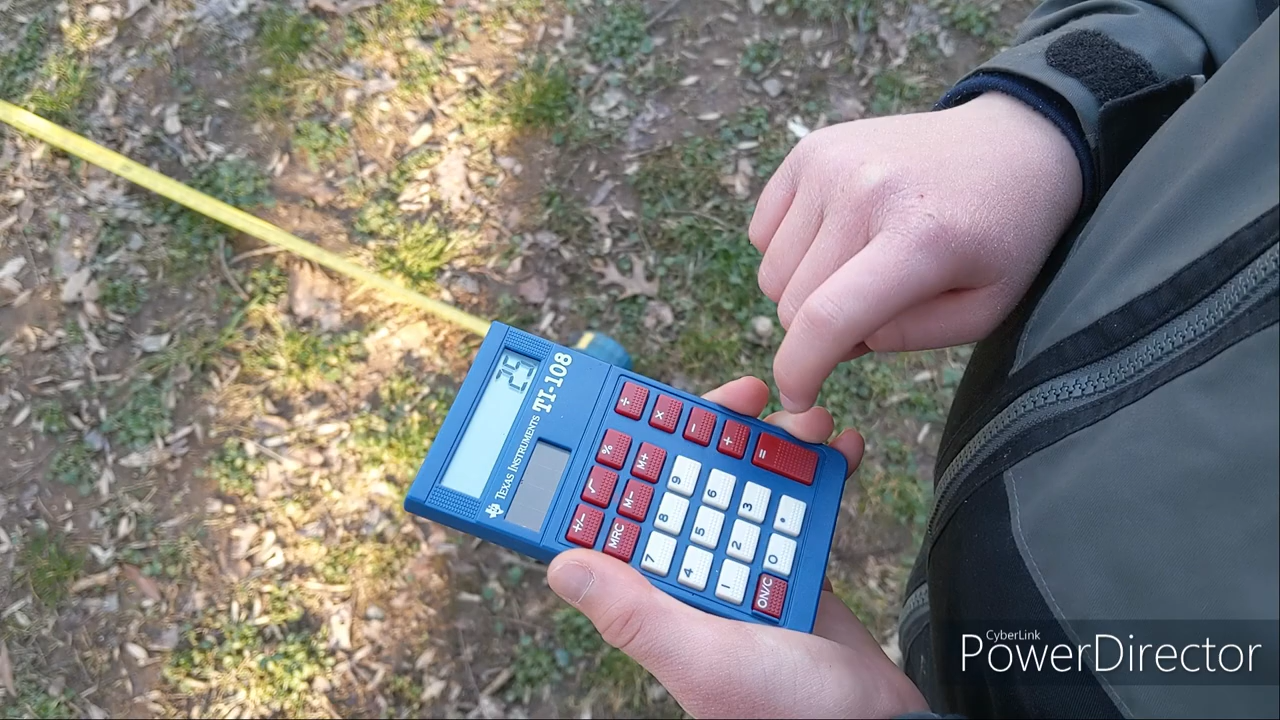 25
TI-108
TEXAS INSTRUMENTS
÷ × − + =
% M+ 9 6 3 •
√ M− 8 5 2 0
+/− MRC 7 4 1 ON/C
CyberLink
PowerDirector